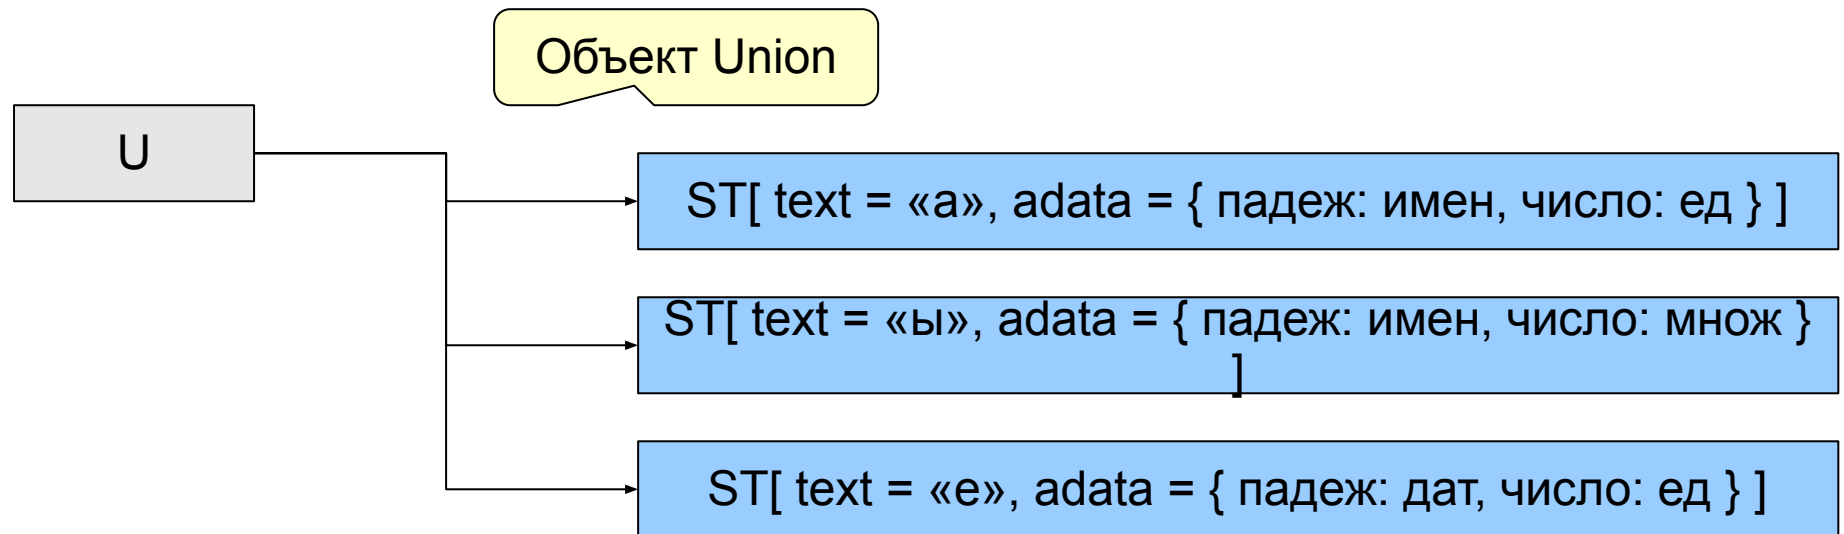 Объект Union
U
ST[ text = «а», adata = { падеж: имен, число: ед } ]
ST[ text = «ы», adata = { падеж: имен, число: множ }
]
ST[ text = «е», adata = { падеж: дат, число: ед } ]